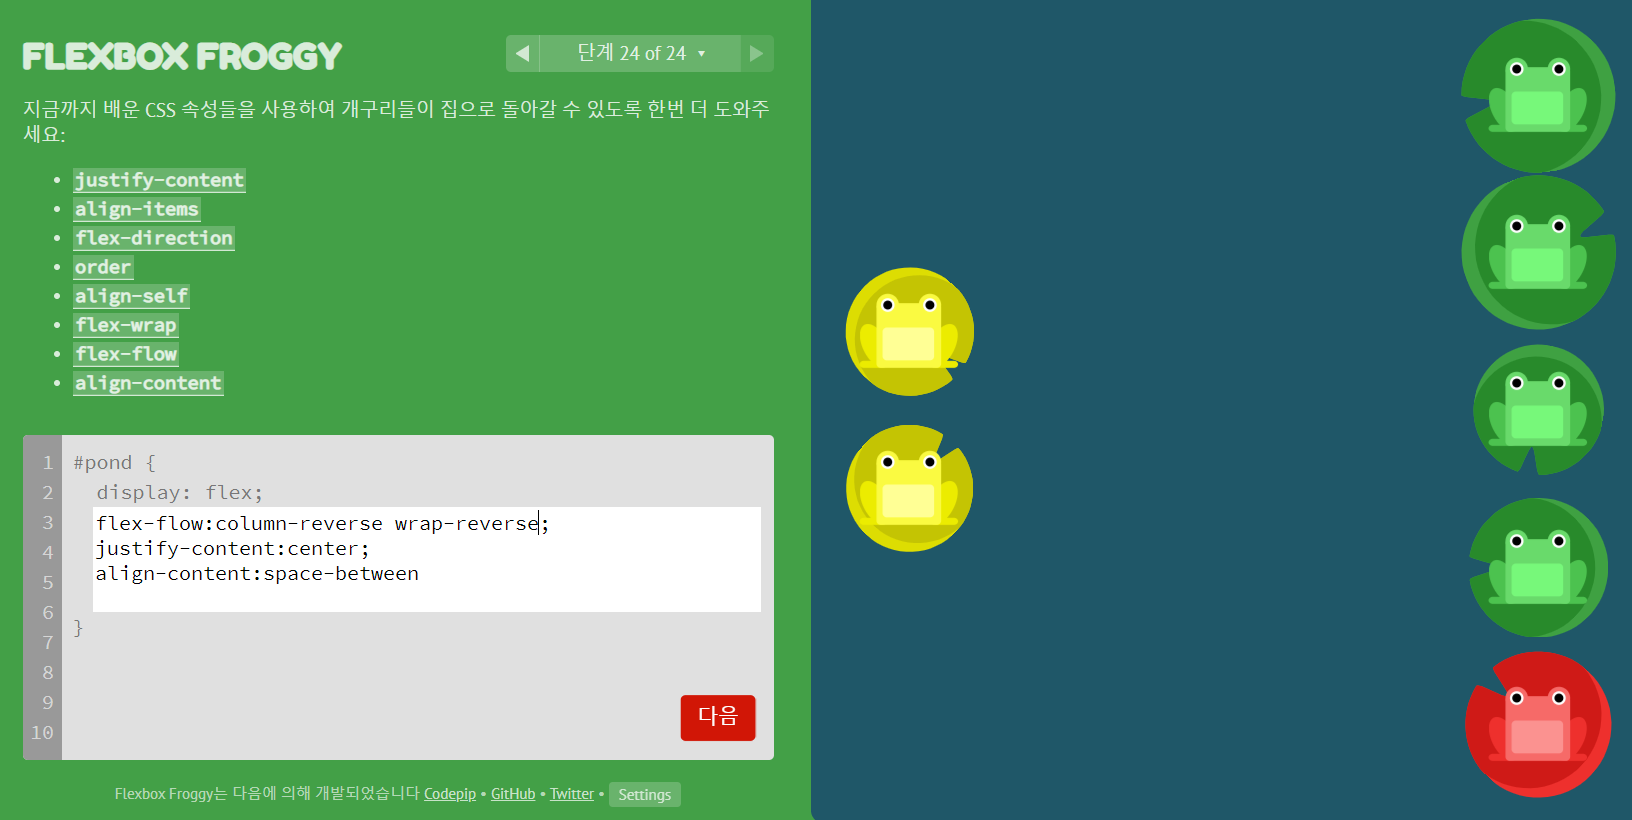 FLEXBOX FROGGY
◀ 단계 24 of 24 ▼ ▶
지금까지 배운 CSS 속성들을 사용하여 개구리들이 집으로 돌아갈 수 있도록 한번 더 도와주
세요:
• justify-content
• align-items
• flex-direction
• order
• align-self
• flex-wrap
• flex-flow
• align-content
1 #pond {
2 display: flex;
3 flex-flow:column-reverse wrap-reverse;
4 justify-content:center;
5 align-content:space-between
6 }
7
8
9
10
다음
Flexbox Froggy는 다음에 의해 개발되었습니다 Codepip • GitHub • Twitter • Settings